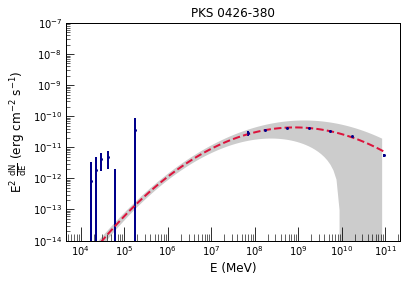 PKS 0426-380
10⁻⁷
10⁻⁸
10⁻⁹
10⁻¹⁰
10⁻¹¹
10⁻¹²
10⁻¹³
10⁻¹⁴
E² dN/dE (erg cm⁻² s⁻¹)
10⁴ 10⁵ 10⁶ 10⁷ 10⁸ 10⁹ 10¹⁰ 10¹¹
E (MeV)